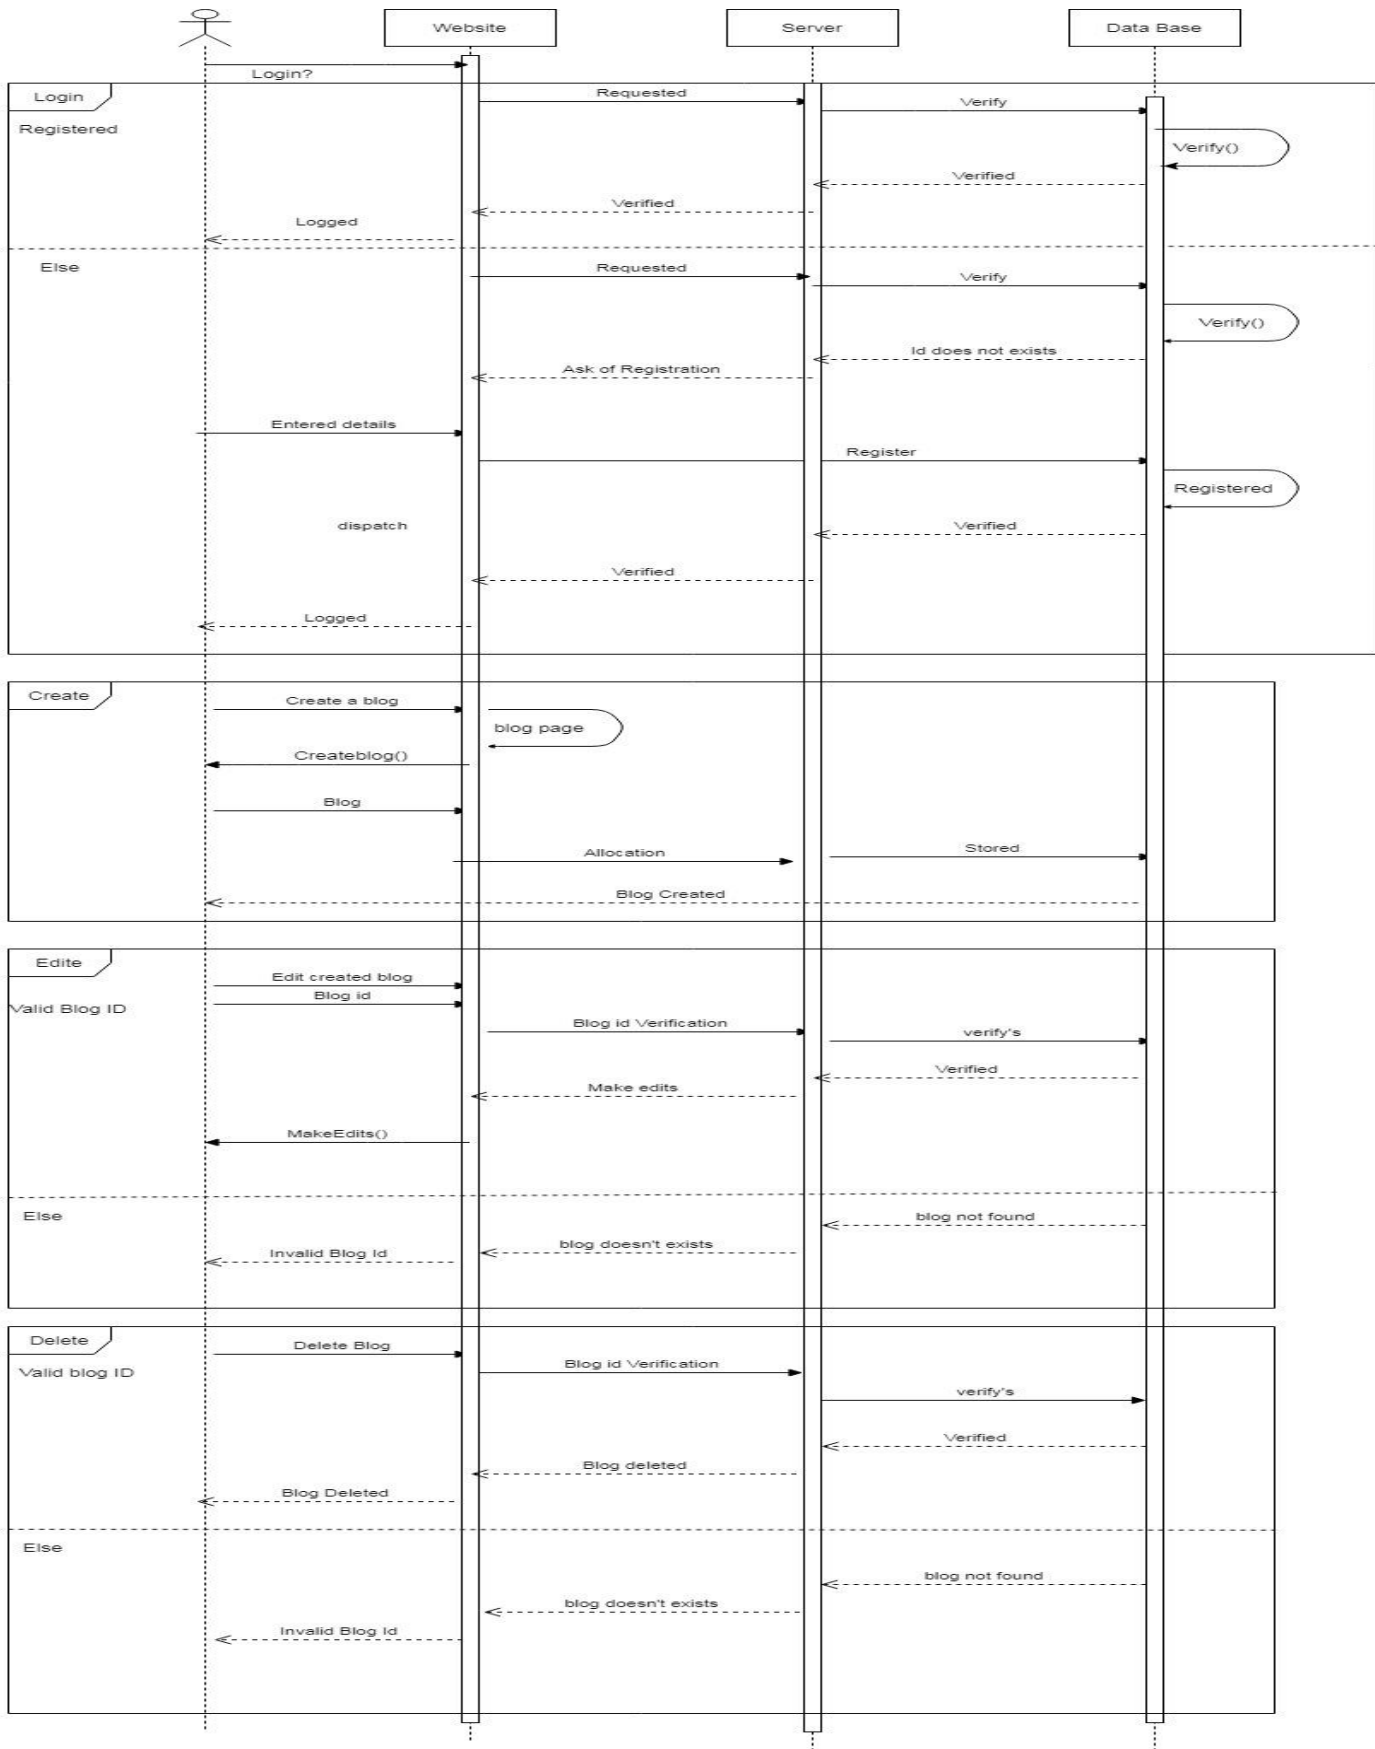 Website
Server
Data Base
Login?
Login
Requested
Verify
Registered
Verify()
Verified
Verified
Logged
Else
Requested
Verify
Verify()
Id does not exists
Ask of Registration
Entered details
Register
Registered
dispatch
Verified
Verified
Logged
Create
Create a blog
blog page
Createblog()
Blog
Allocation
Stored
Blog Created
Edite
Edit created blog
Blog id
Valid Blog ID
Blog id Verification
verify's
Verified
Make edits
MakeEdits()
Else
blog not found
blog doesn't exists
Invalid Blog Id
Delete
Delete Blog
Valid blog ID
Blog id Verification
verify's
Verified
Blog deleted
Blog Deleted
Else
blog not found
blog doesn't exists
Invalid Blog Id